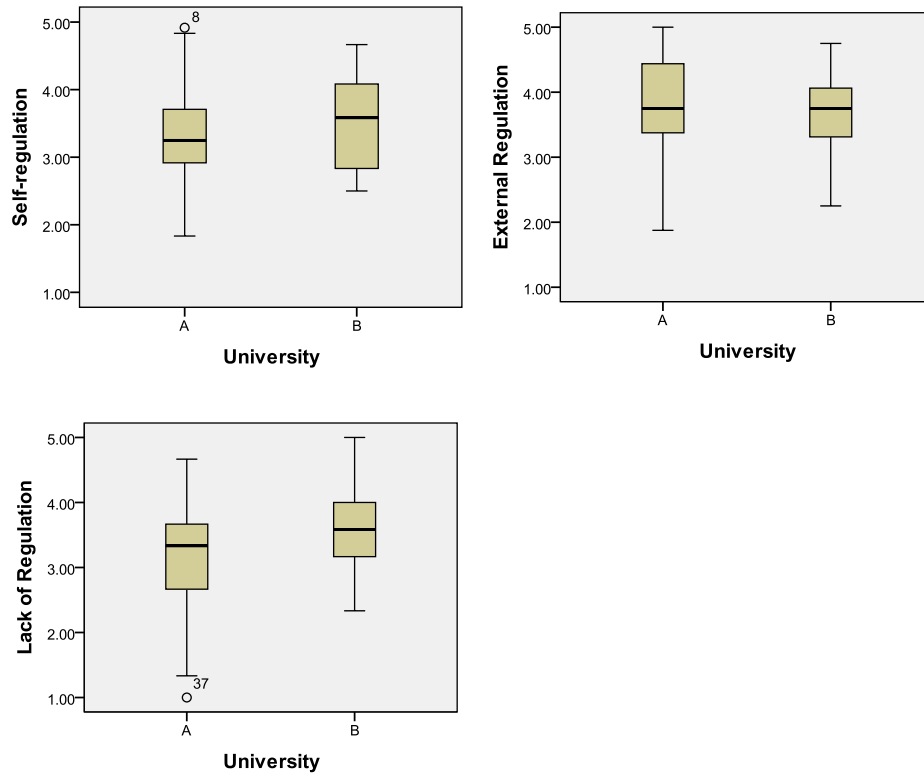 Self-regulation
5.00
4.00
3.00
2.00
1.00
8
A
B
University
External Regulation
5.00
4.00
3.00
2.00
1.00
A
B
University
Lack of Regulation
5.00
4.00
3.00
2.00
1.00
37
A
B
University